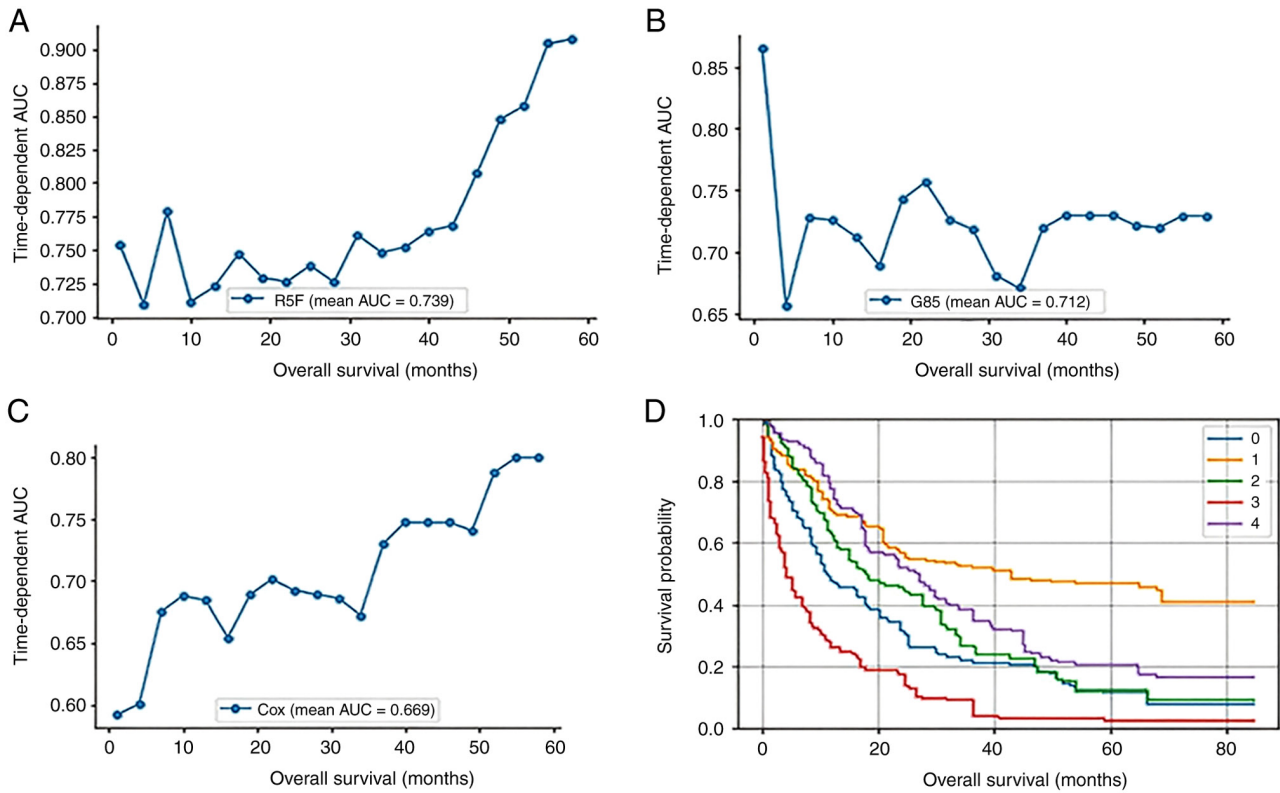 A
Time-dependent AUC
0.900
0.875
0.850
0.825
0.800
0.775
0.750
0.725
0.700
R5F (mean AUC = 0.739)
0 10 20 30 40 50 60
Overall survival (months)
B
Time-dependent AUC
0.85
0.80
0.75
0.70
0.65
G85 (mean AUC = 0.712)
0 10 20 30 40 50 60
Overall survival (months)
C
Time-dependent AUC
0.80
0.75
0.70
0.65
0.60
Cox (mean AUC = 0.669)
0 10 20 30 40 50 60
Overall survival (months)
D
Survival probability
1.0
0.8
0.6
0.4
0.2
0.0
0
1
2
3
4
0 20 40 60 80
Overall survival (months)